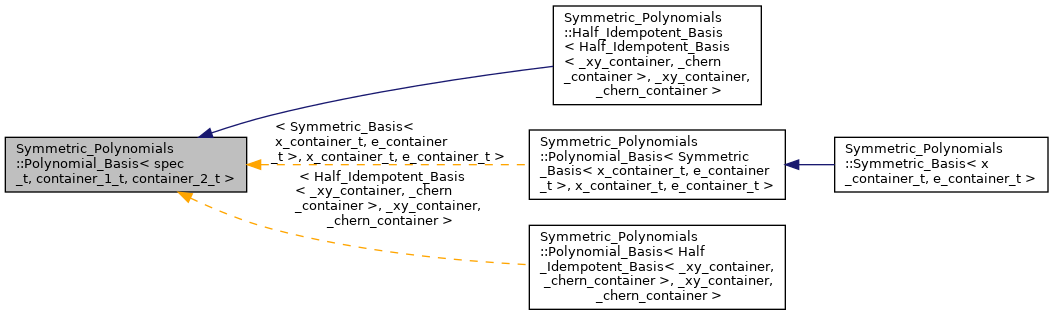 Symmetric_Polynomials
::Half_Idempotent_Basis
< Half_Idempotent_Basis
< _xy_container, _chern
_container >, _xy_container,
_chern_container >
Symmetric_Polynomials
::Polynomial_Basis< spec
_t, container_1_t, container_2_t >
< Symmetric_Basis<
x_container_t, e_container
_t >, x_container_t, e_container_t >
< Half_Idempotent_Basis
< _xy_container, _chern
_container >, _xy_container,
_chern_container >
Symmetric_Polynomials
::Polynomial_Basis< Symmetric
_Basis< x_container_t, e_container
_t >, x_container_t, e_container_t >
Symmetric_Polynomials
::Symmetric_Basis< x
_container_t, e_container_t >
Symmetric_Polynomials
::Polynomial_Basis< Half
_Idempotent_Basis< _xy_container,
_chern_container >, _xy_container,
_chern_container >